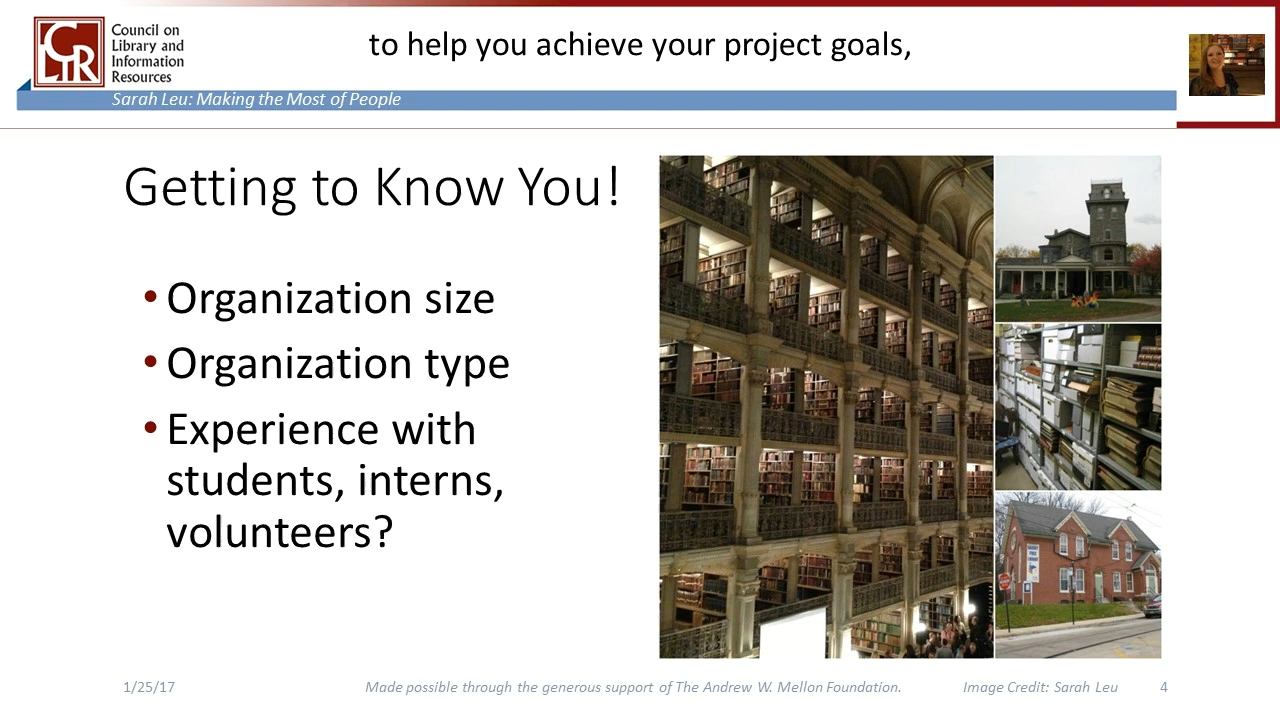 CLIR
Council on
Library and
Information
Resources
to help you achieve your project goals,
Sarah Leu: Making the Most of People
Getting to Know You!
• Organization size
• Organization type
• Experience with
students, interns,
volunteers?
1/25/17
Made possible through the generous support of The Andrew W. Mellon Foundation.
Image Credit: Sarah Leu
4